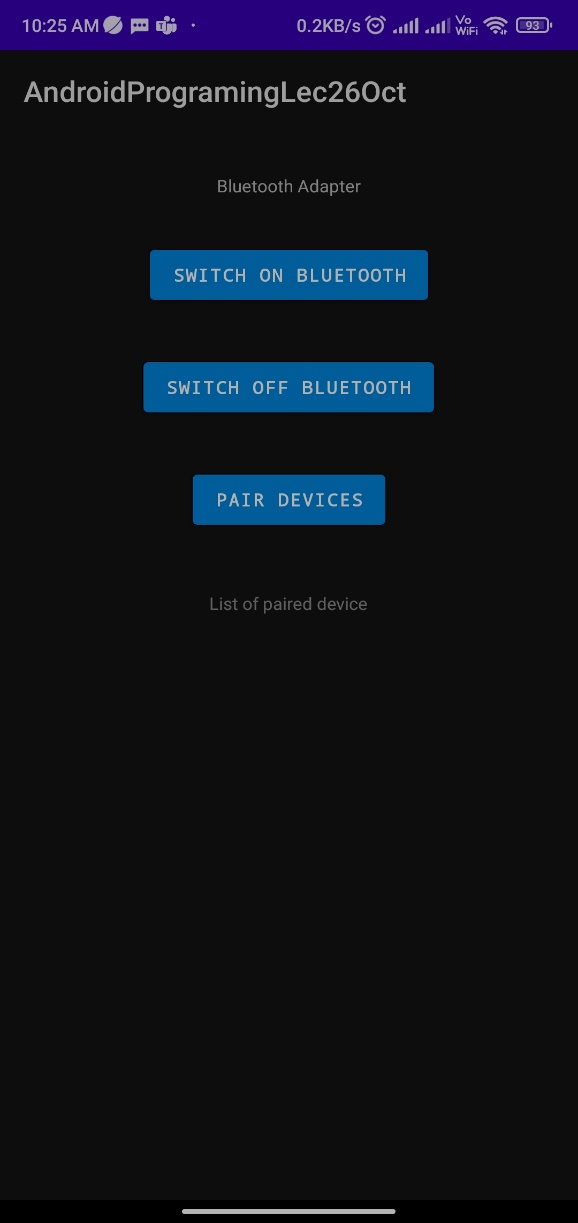 10:25 AM 0.2KB/s Vo WiFi 93
AndroidProgramingLec26Oct
Bluetooth Adapter
SWITCH ON BLUETOOTH
SWITCH OFF BLUETOOTH
PAIR DEVICES
List of paired device